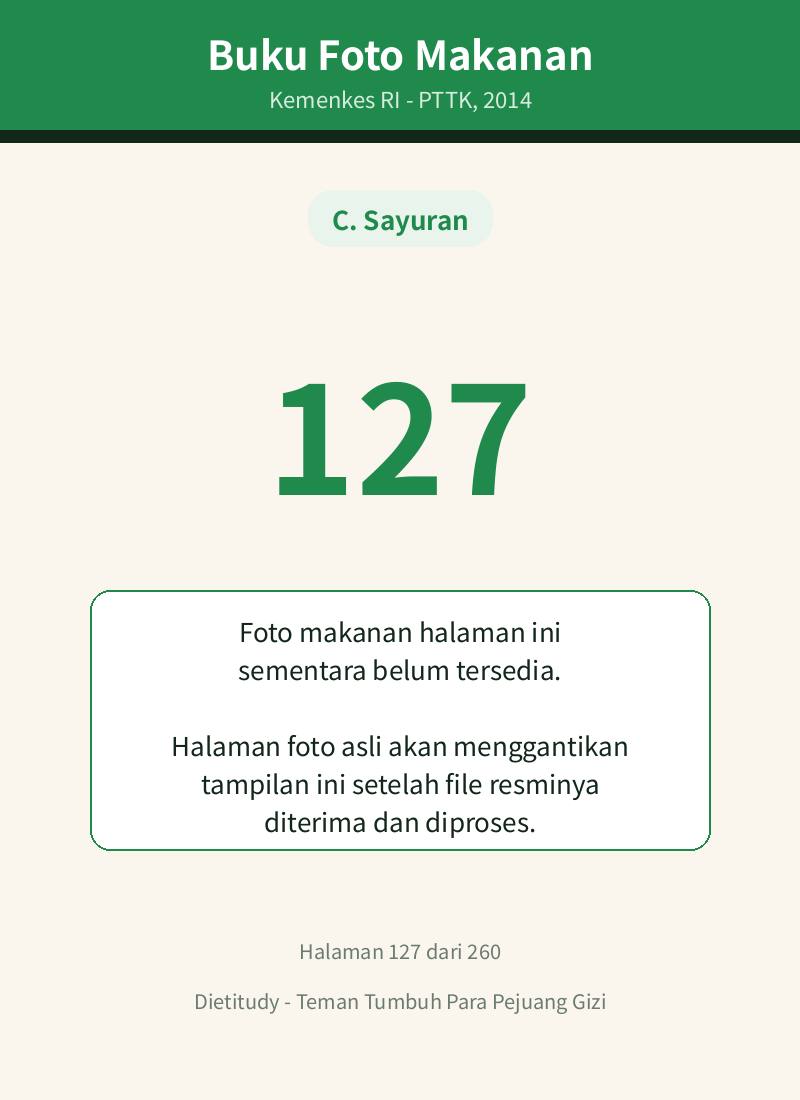 Buku Foto Makanan
Kemenkes RI - PTTK, 2014
C. Sayuran
127
Foto makanan halaman ini
sementara belum tersedia.
Halaman foto asli akan menggantikan
tampilan ini setelah file resminya
diterima dan diproses.
Halaman 127 dari 260
Dietitudy - Teman Tumbuh Para Pejuang Gizi